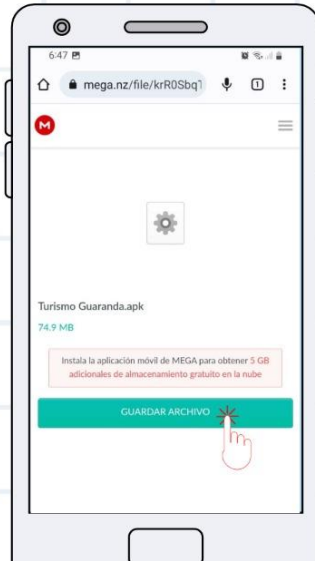 6:47
mega.nz/file/krR0SbqT
1
M
Turismo Guaranda.apk
74.9 MB
Instala la aplicación móvil de MEGA para obtener 5 GB
adicionales de almacenamiento gratuito en la nube
GUARDAR ARCHIVO